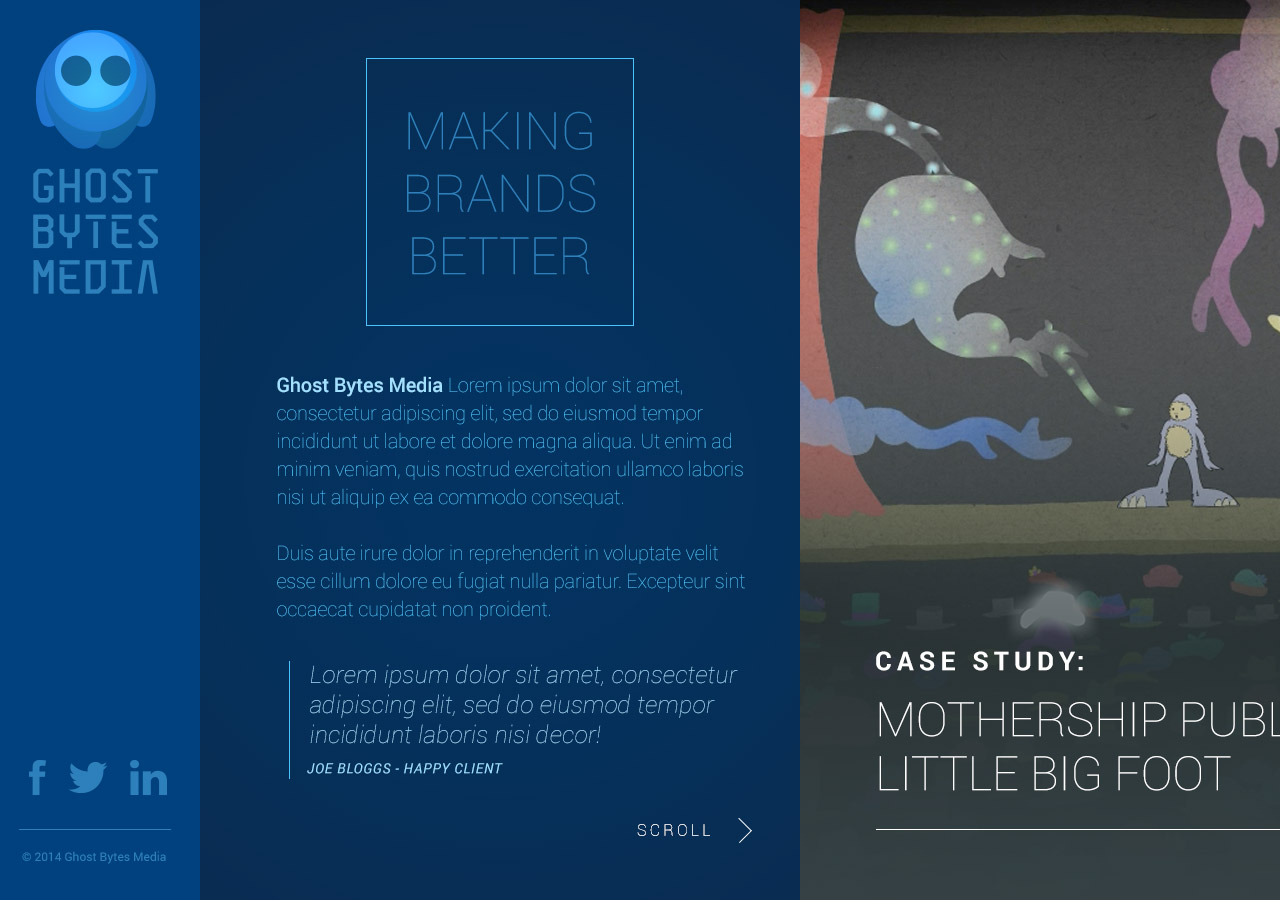 GHOST
BYTES
MEDIA
© 2014 Ghost Bytes Media
MAKING
BRANDS
BETTER
Ghost Bytes Media Lorem ipsum dolor sit amet,
consectetur adipiscing elit, sed do eiusmod tempor
incididunt ut labore et dolore magna aliqua. Ut enim ad
minim veniam, quis nostrud exercitation ullamco laboris
nisi ut aliquip ex ea commodo consequat.
Duis aute irure dolor in reprehenderit in voluptate velit
esse cillum dolore eu fugiat nulla pariatur. Excepteur sint
occaecat cupidatat non proident.
Lorem ipsum dolor sit amet, consectetur
adipiscing elit, sed do eiusmod tempor
incididunt laboris nisi decor!
JOE BLOGGS - HAPPY CLIENT
SCROLL
CASE STUDY:
MOTHERSHIP PUBL
LITTLE BIG FOOT